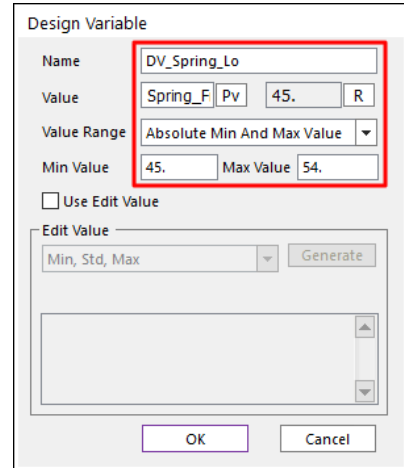 Design Variable
Name DV_Spring_Lo
Value Spring_F Pv 45. R
Value Range Absolute Min And Max Value
Min Value 45. Max Value 54.
Use Edit Value
Edit Value
Min, Std, Max Generate
OK Cancel